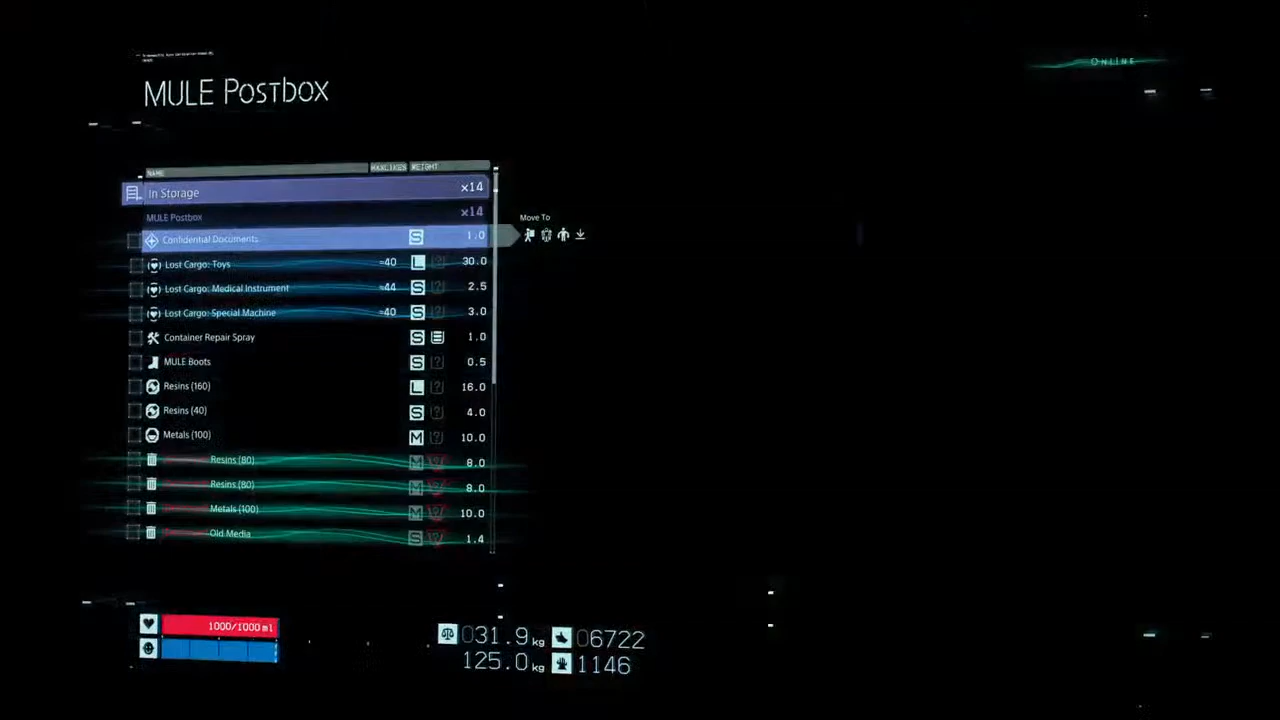 MULE Postbox
ONLINE
NAME MAX LIKES WEIGHT
In Storage x14
MULE Postbox x14
Confidential Documents S 1.0
Lost Cargo: Toys ≈40 L [?] 30.0
Lost Cargo: Medical Instrument ≈44 S [?] 2.5
Lost Cargo: Special Machine ≈40 S [?] 3.0
Container Repair Spray S 1.0
MULE Boots S [?] 0.5
Resins (160) L [?] 16.0
Resins (40) S [?] 4.0
Metals (100) M [?] 10.0
Resins (80) M 8.0
Resins (80) M 8.0
Metals (100) M 10.0
Old Media S 1.4
Move To
1000/1000 ml
031.9 kg 06722
125.0 kg 1146